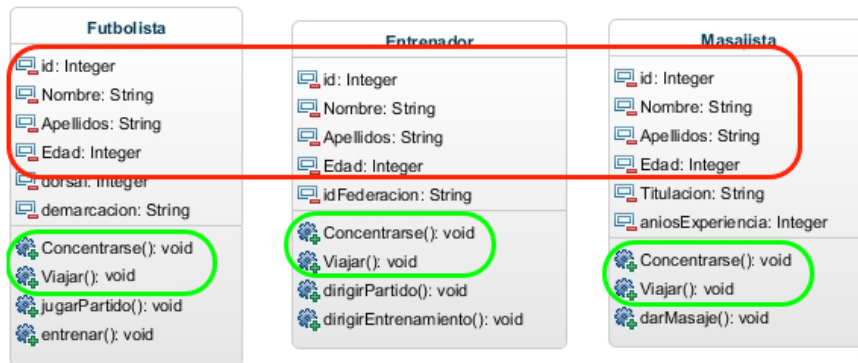 Futbolista
id: Integer
Nombre: String
Apellidos: String
Edad: Integer
dorsal: Integer
demarcacion: String
Concentrarse(): void
Viajar(): void
jugarPartido(): void
entrenar(): void
Entrenador
id: Integer
Nombre: String
Apellidos: String
Edad: Integer
idFederacion: String
Concentrarse(): void
Viajar(): void
dirigirPartido(): void
dirigirEntrenamiento(): void
Masajista
id: Integer
Nombre: String
Apellidos: String
Edad: Integer
Titulacion: String
aniosExperiencia: Integer
Concentrarse(): void
Viajar(): void
darMasaje(): void